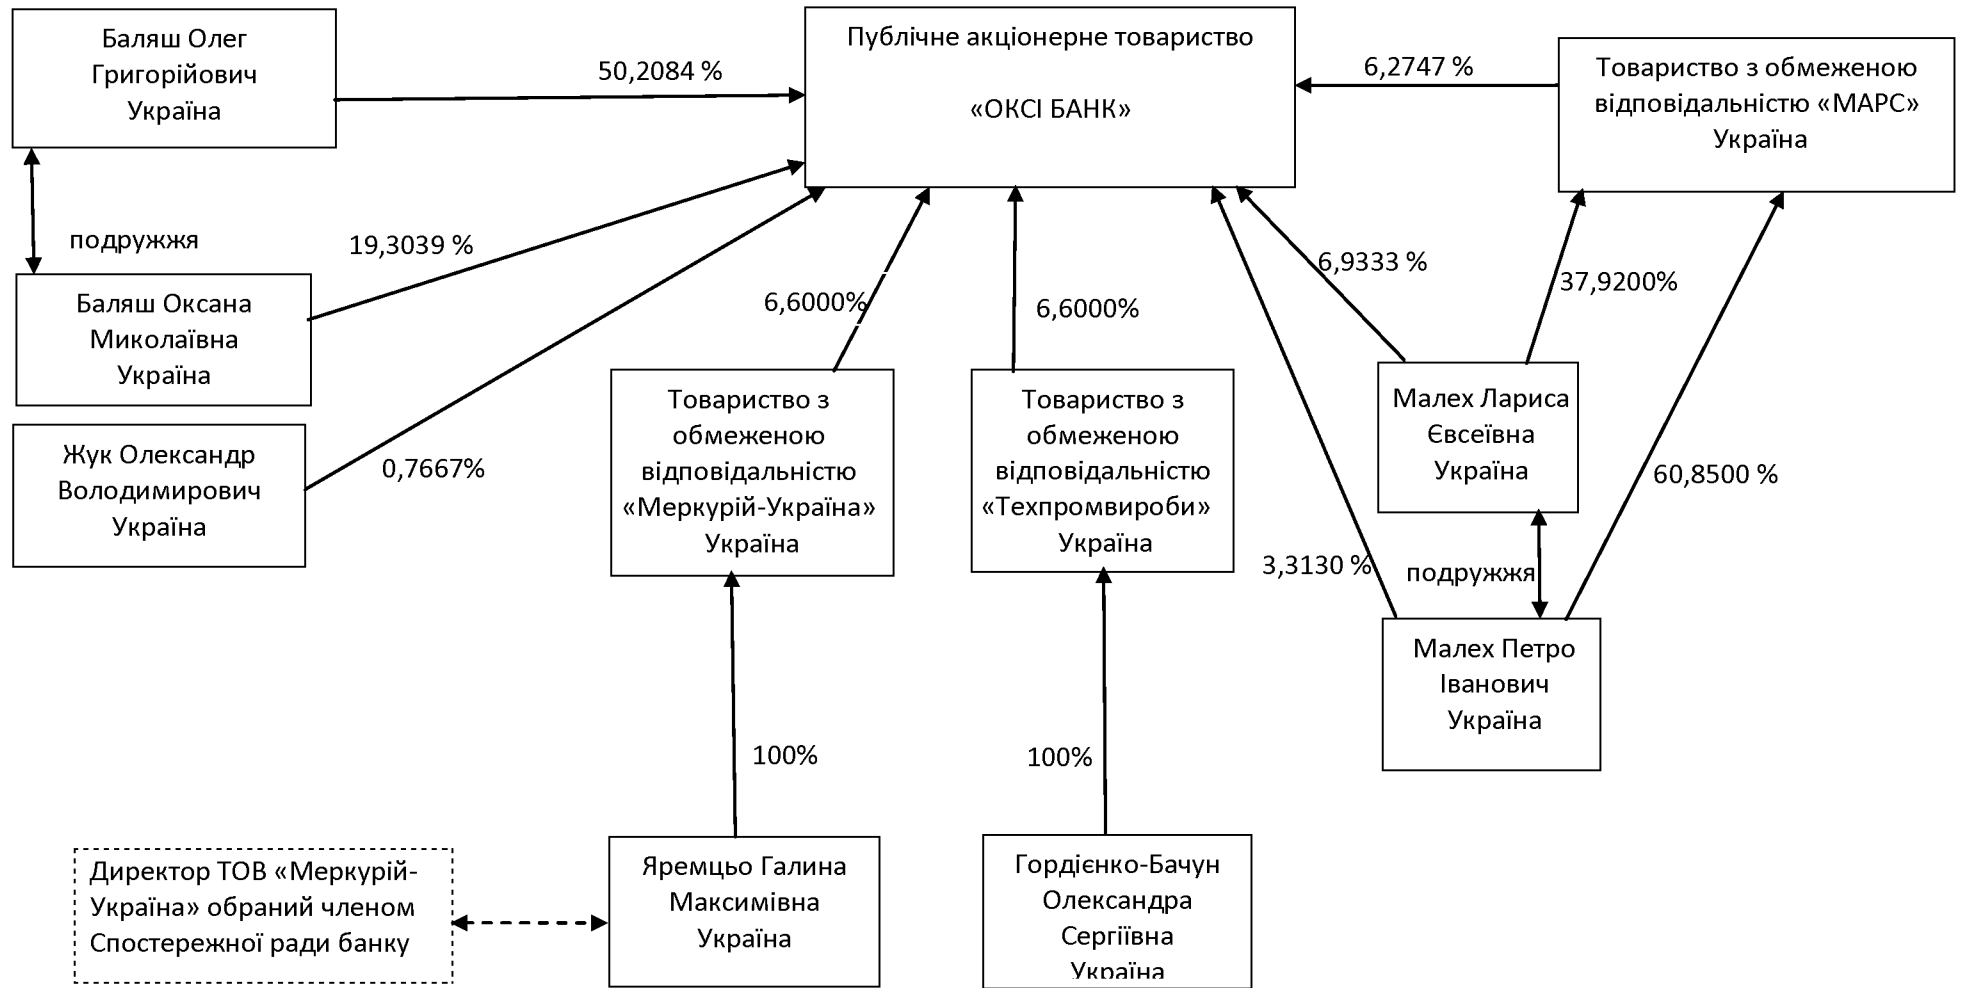 Баляш Олег
Григорійович
Україна
50,2084 %
Публічне акціонерне товариство
«ОКСІ БАНК»
6,2747 %
Товариство з обмеженою
відповідальністю «МАРС»
Україна
подружжя
19,3039 %
Баляш Оксана
Миколаївна
Україна
6,6000%
6,6000%
6,9333 %
37,9200%
Жук Олександр
Володимирович
Україна
0,7667%
Товариство з
обмеженою
відповідальністю
«Меркурій-Україна»
Україна
Товариство з
обмеженою
відповідальністю
«Техпромвироби»
Україна
Малех Лариса
Євсеївна
Україна
60,8500 %
3,3130 %
подружжя
Малех Петро
Іванович
Україна
100%
100%
Директор ТОВ «Меркурій-
Україна» обраний членом
Спостережної ради банку
Яремцьо Галина
Максимівна
Україна
Гордієнко-Бачун
Олександра
Сергіївна
Україна